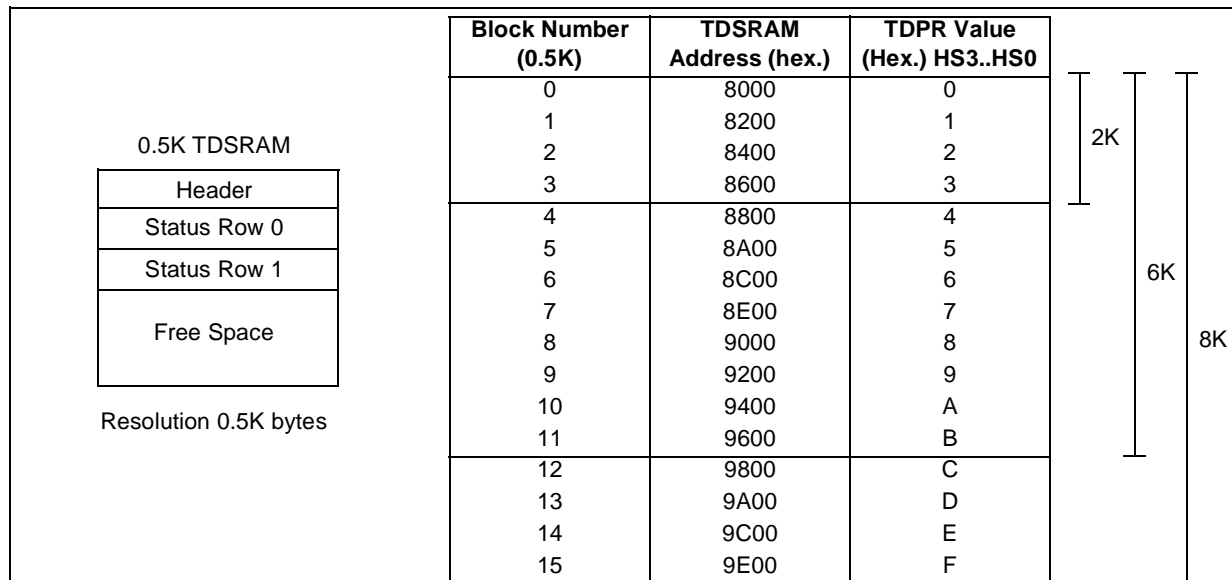 0.5K TDSRAM
Header
Status Row 0
Status Row 1
Free Space
Resolution 0.5K bytes
Block Number (0.5K) TDSRAM Address (hex.) TDPR Value (Hex.) HS3..HS0
0 8000 0
1 8200 1
2 8400 2
3 8600 3
4 8800 4
5 8A00 5
6 8C00 6
7 8E00 7
8 9000 8
9 9200 9
10 9400 A
11 9600 B
12 9800 C
13 9A00 D
14 9C00 E
15 9E00 F
2K
6K
8K